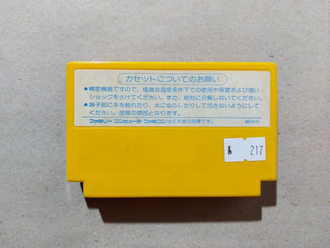 カセットについてのお願い
●精密機器ですので、極端な温度条件下での使用や保管および強い
ショックをさけてください。また、絶対に分解しないでください。
●端子部に手を触れたり、水にぬらしたりして汚さないようにして
ください。故障の原因となります。
ファミリーコンピュータ・ファミコンは任天堂の商標です。
217